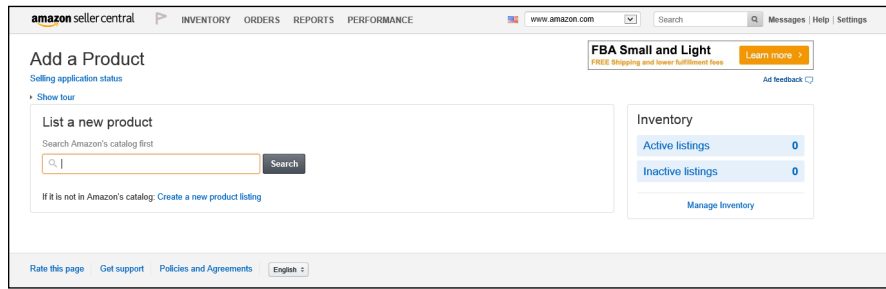 amazon seller central INVENTORY ORDERS REPORTS PERFORMANCE www.amazon.com Search Messages | Help | Settings
Add a Product
FBA Small and Light
FREE Shipping and lower fulfillment fees
Learn more >
Selling application status
Ad feedback
Show tour
List a new product
Search Amazon's catalog first
Search
If it is not in Amazon's catalog: Create a new product listing
Inventory
Active listings 0
Inactive listings 0
Manage Inventory
Rate this page Get support Policies and Agreements English